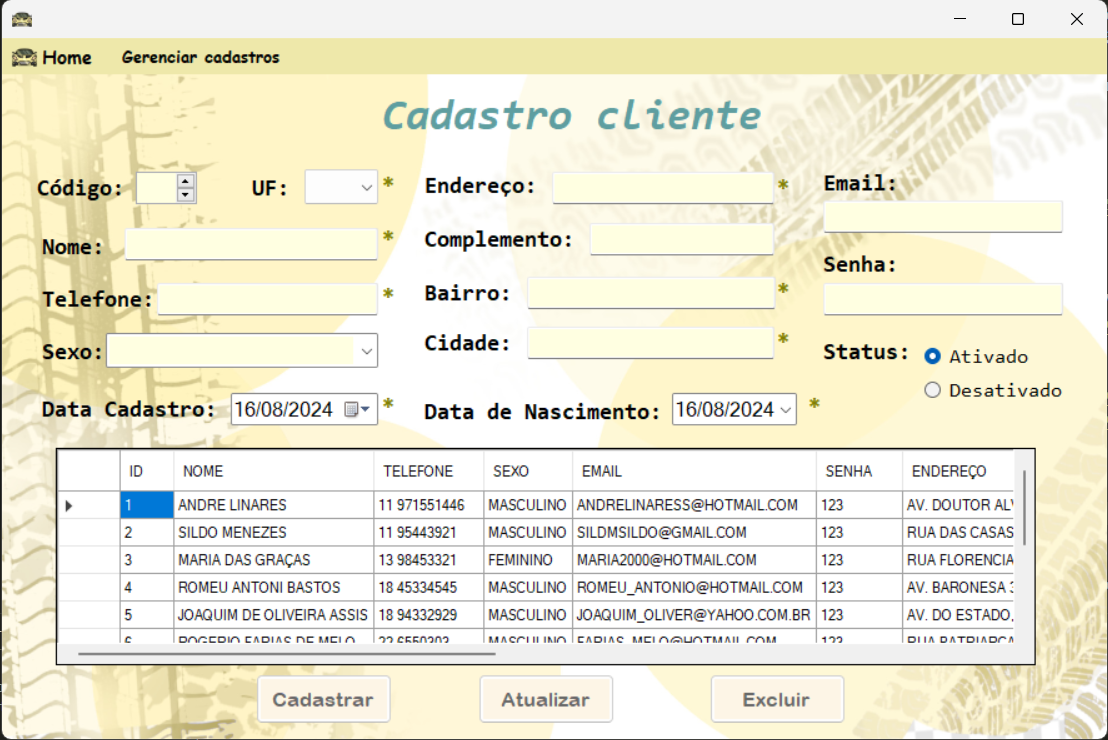 Home Gerenciar cadastros
Cadastro cliente
Código: UF: * Endereço: * Email:
Nome: * Complemento:
Senha:
Telefone: * Bairro: *
Sexo: Cidade: * Status: Ativado
Desativado
Data Cadastro: 16/08/2024 * Data de Nascimento: 16/08/2024 *
ID NOME TELEFONE SEXO EMAIL SENHA ENDEREÇO
1 ANDRE LINARES 11 971551446 MASCULINO ANDRELINARESS@HOTMAIL.COM 123 AV. DOUTOR
2 SILDO MENEZES 11 95443921 MASCULINO SILDMSILDO@GMAIL.COM 123 RUA DAS CASAS
3 MARIA DAS GRAÇAS 13 98453321 FEMININO MARIA2000@HOTMAIL.COM 123 RUA FLORENCIA
4 ROMEU ANTONI BASTOS 18 45334545 MASCULINO ROMEU_ANTONIO@HOTMAIL.COM 123 AV. BARONESA
5 JOAQUIM DE OLIVEIRA ASSIS 18 94332929 MASCULINO JOAQUIM_OLIVER@YAHOO.COM.BR 123 AV. DO ESTADO,
6 ROGERIO FARIAS DE MELO 22 6550303 MASCULINO FARIAS_MELO@HOTMAIL.COM 123 RUA PATRIARCA
Cadastrar Atualizar Excluir